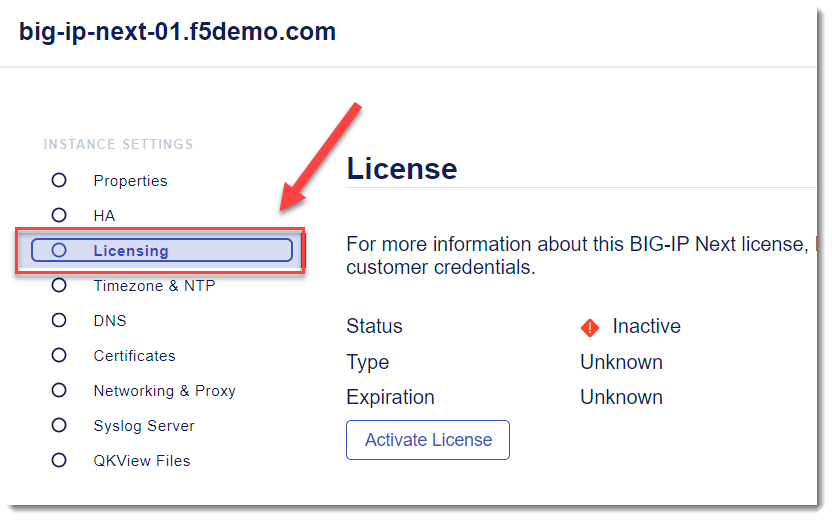 big-ip-next-01.f5demo.com
INSTANCE SETTINGS
Properties
HA
Licensing
Timezone & NTP
DNS
Certificates
Networking & Proxy
Syslog Server
QKView Files
License
For more information about this BIG-IP Next license,
customer credentials.
Status Inactive
Type Unknown
Expiration Unknown
Activate License